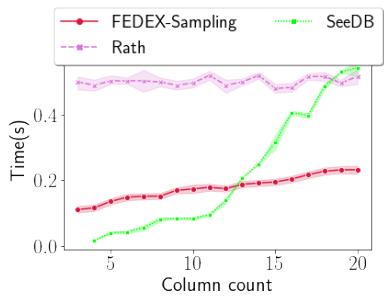 FEDEX-Sampling
SeeDB
Rath
0.4
0.2
0.0
Time(s)
5
10
15
20
Column count